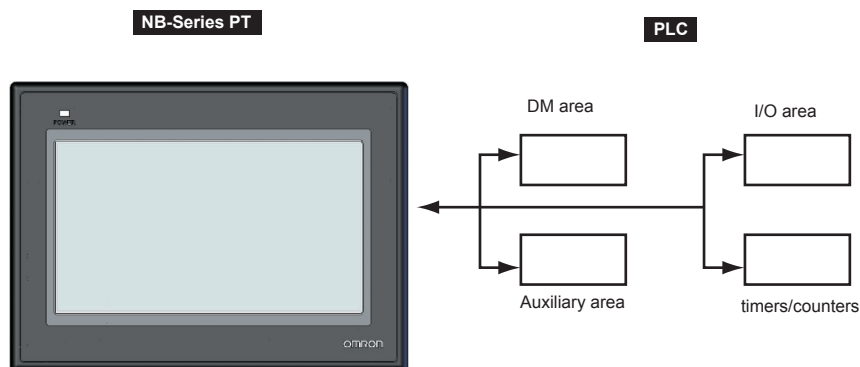 NB-Series PT
PLC
DM area
I/O area
POWER
Auxiliary area
timers/counters
OMRON